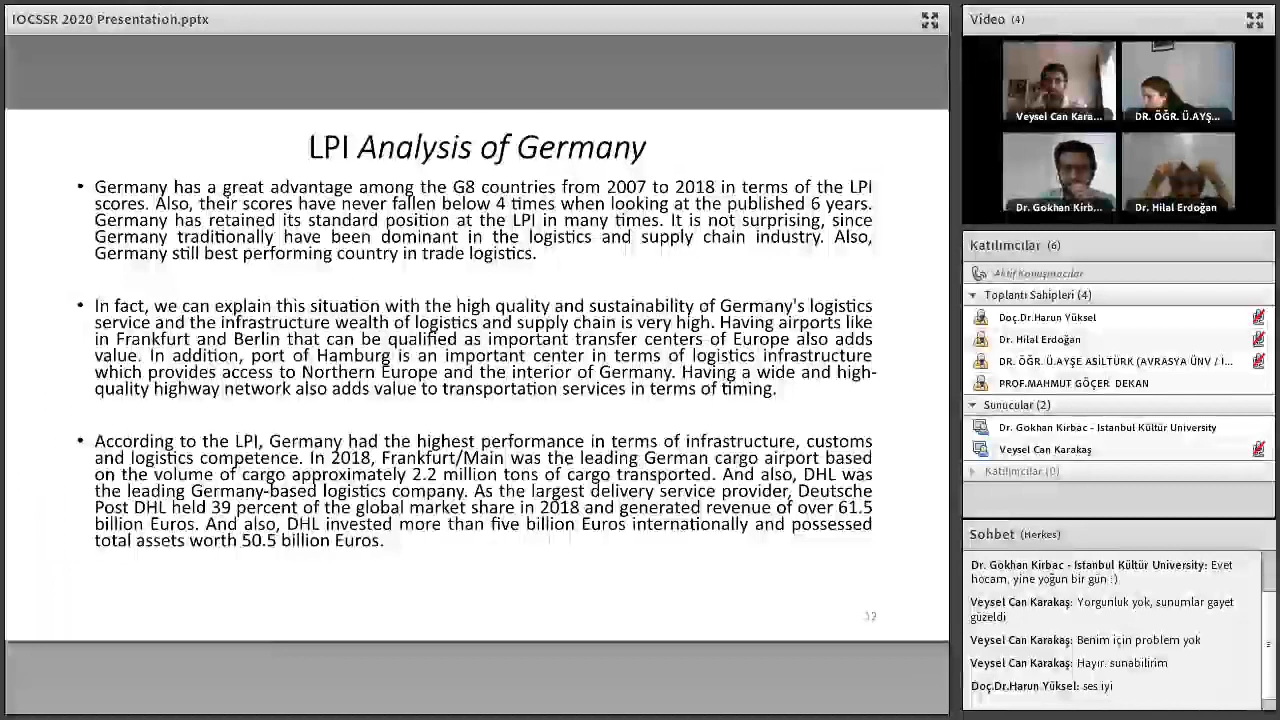 IOCSSR 2020 Presentation.pptx
LPI Analysis of Germany
• Germany has a great advantage among the G8 countries from 2007 to 2018 in terms of the LPI
scores. Also, their scores have never fallen below 4 times when looking at the published 6 years.
Germany has retained its standard position at the LPI in many times. It is not surprising, since
Germany traditionally have been dominant in the logistics and supply chain industry. Also,
Germany still best performing country in trade logistics.
• In fact, we can explain this situation with the high quality and sustainability of Germany's logistics
service and the infrastructure wealth of logistics and supply chain is very high. Having airports like
in Frankfurt and Berlin that can be qualified as important transfer centers of Europe also adds
value. In addition, port of Hamburg is an important center in terms of logistics infrastructure
which provides access to Northern Europe and the interior of Germany. Having a wide and high-
quality highway network also adds value to transportation services in terms of timing.
• According to the LPI, Germany had the highest performance in terms of infrastructure, customs
and logistics competence. In 2018, Frankfurt/Main was the leading German cargo airport based
on the volume of cargo approximately 2.2 million tons of cargo transported. And also, DHL was
the leading Germany-based logistics company. As the largest delivery service provider, Deutsche
Post DHL held 39 percent of the global market share in 2018 and generated revenue of over 61.5
billion Euros. And also, DHL invested more than five billion Euros internationally and possessed
total assets worth 50.5 billion Euros.
Video (4)
Veysel Can Kara...
DR. ÖĞR. Ü.AYŞ...
Dr. Gokhan Kirb...
Dr. Hilal Erdoğan
Katılımcılar (6)
Aktif Konuşmacılar
Toplantı Sahipleri (4)
Doç.Dr.Harun Yüksel
Dr. Hilal Erdoğan
DR. ÖĞR. Ü.AYŞE ASİLTÜRK (AVRASYA ÜNV / İ...
PROF.MAHMUT GÖÇER DEKAN
Sunucular (2)
Dr. Gokhan Kirbac - Istanbul Kültür University
Veysel Can Karakaş
Katılımcılar (0)
Sohbet (Herkes)
Dr. Gokhan Kirbac - Istanbul Kültür University: Evet
hocam, yine yoğun bir gün :)
Veysel Can Karakaş: Yorgunluk yok, sunumlar gayet
güzeldi
Veysel Can Karakaş: Benim için problem yok
Veysel Can Karakaş: Hayır. sunabilirim
Doç.Dr.Harun Yüksel: ses iyi